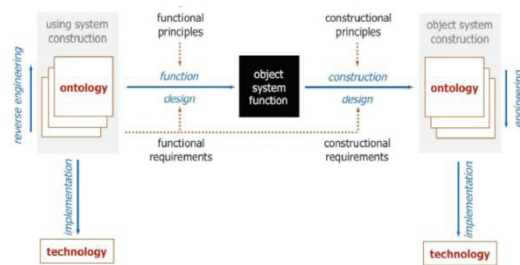 using system
construction
functional
principles
constructional
principles
object system
construction
reverse engineering
ontology
function
design
object
system
function
construction
design
ontology
engineering
functional
requirements
constructional
requirements
implementation
implementation
technology
technology